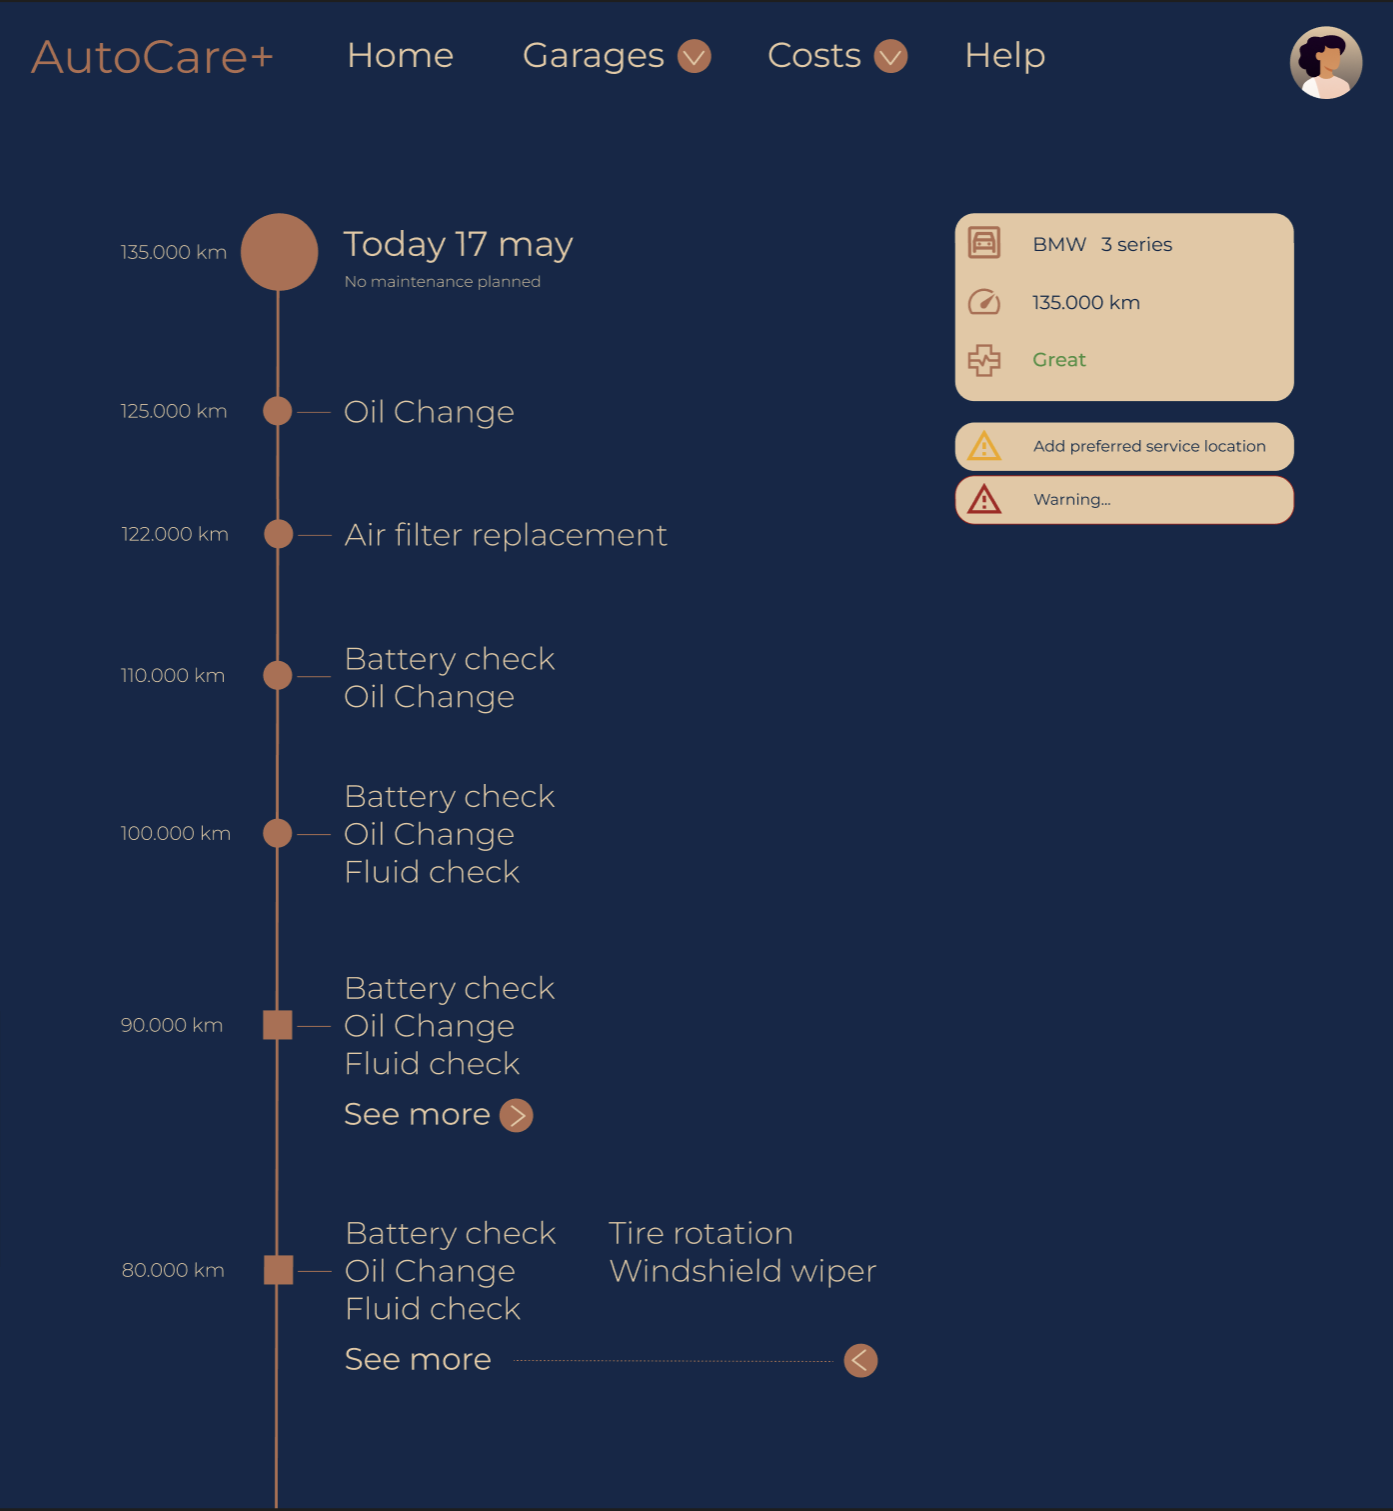 AutoCare+ Home Garages Costs Help
135.000 km
Today 17 may
No maintenance planned
125.000 km
Oil Change
122.000 km
Air filter replacement
110.000 km
Battery check
Oil Change
100.000 km
Battery check
Oil Change
Fluid check
90.000 km
Battery check
Oil Change
Fluid check
See more
80.000 km
Battery check
Oil Change
Fluid check
Tire rotation
Windshield wiper
See more
BMW 3 series
135.000 km
Great
Add preferred service location
Warning...